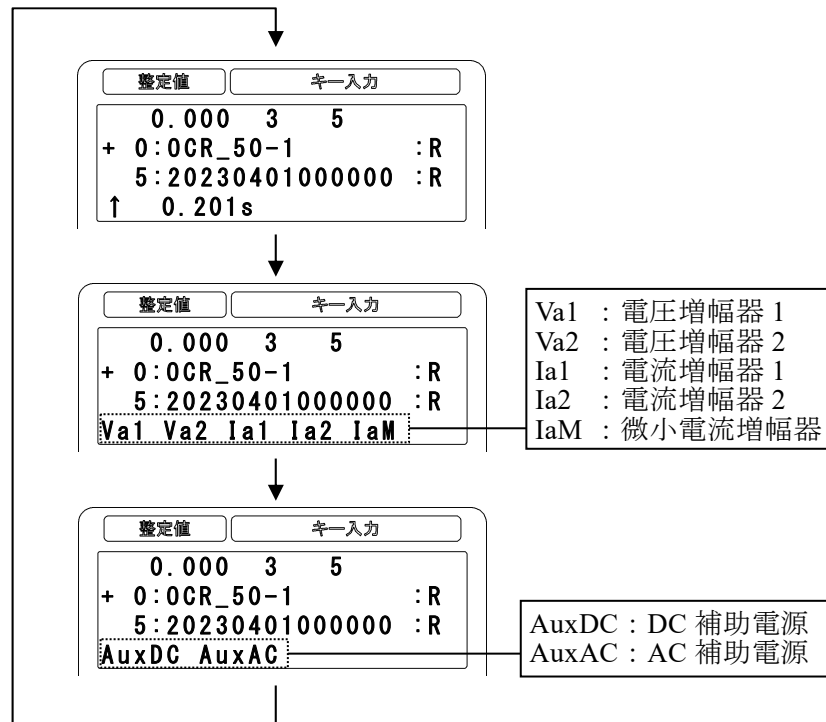 整定値 キー入力
0.000 3 5
+ 0:OCR_50-1 :R
5:20230401000000 :R
↑ 0.201s
整定値 キー入力
0.000 3 5
+ 0:OCR_50-1 :R
5:20230401000000 :R
Va1 Va2 Ia1 Ia2 IaM
Va1 :電圧増幅器 1
Va2 :電圧増幅器 2
Ia1 :電流増幅器 1
Ia2 :電流増幅器 2
IaM :微小電流増幅器
整定値 キー入力
0.000 3 5
+ 0:OCR_50-1 :R
5:20230401000000 :R
AuxDC AuxAC
AuxDC:DC 補助電源
AuxAC:AC 補助電源